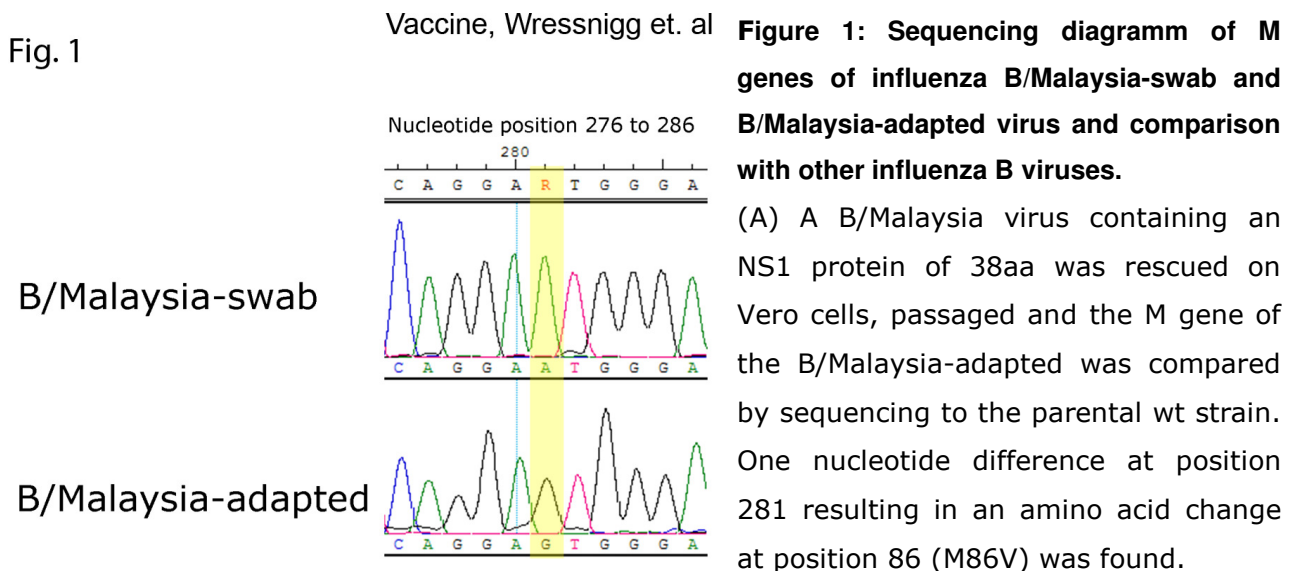 Fig. 1
Vaccine, Wressnigg et. al
Nucleotide position 276 to 286
280
C A G G A R T G G G A
B/Malaysia-swab
C A G G A A T G G G A
B/Malaysia-adapted
C A G G A G T G G G A
Figure 1: Sequencing diagramm of M
genes of influenza B/Malaysia-swab and
B/Malaysia-adapted virus and comparison
with other influenza B viruses.
(A) A B/Malaysia virus containing an
NS1 protein of 38aa was rescued on
Vero cells, passaged and the M gene of
the B/Malaysia-adapted was compared
by sequencing to the parental wt strain.
One nucleotide difference at position
281 resulting in an amino acid change
at position 86 (M86V) was found.